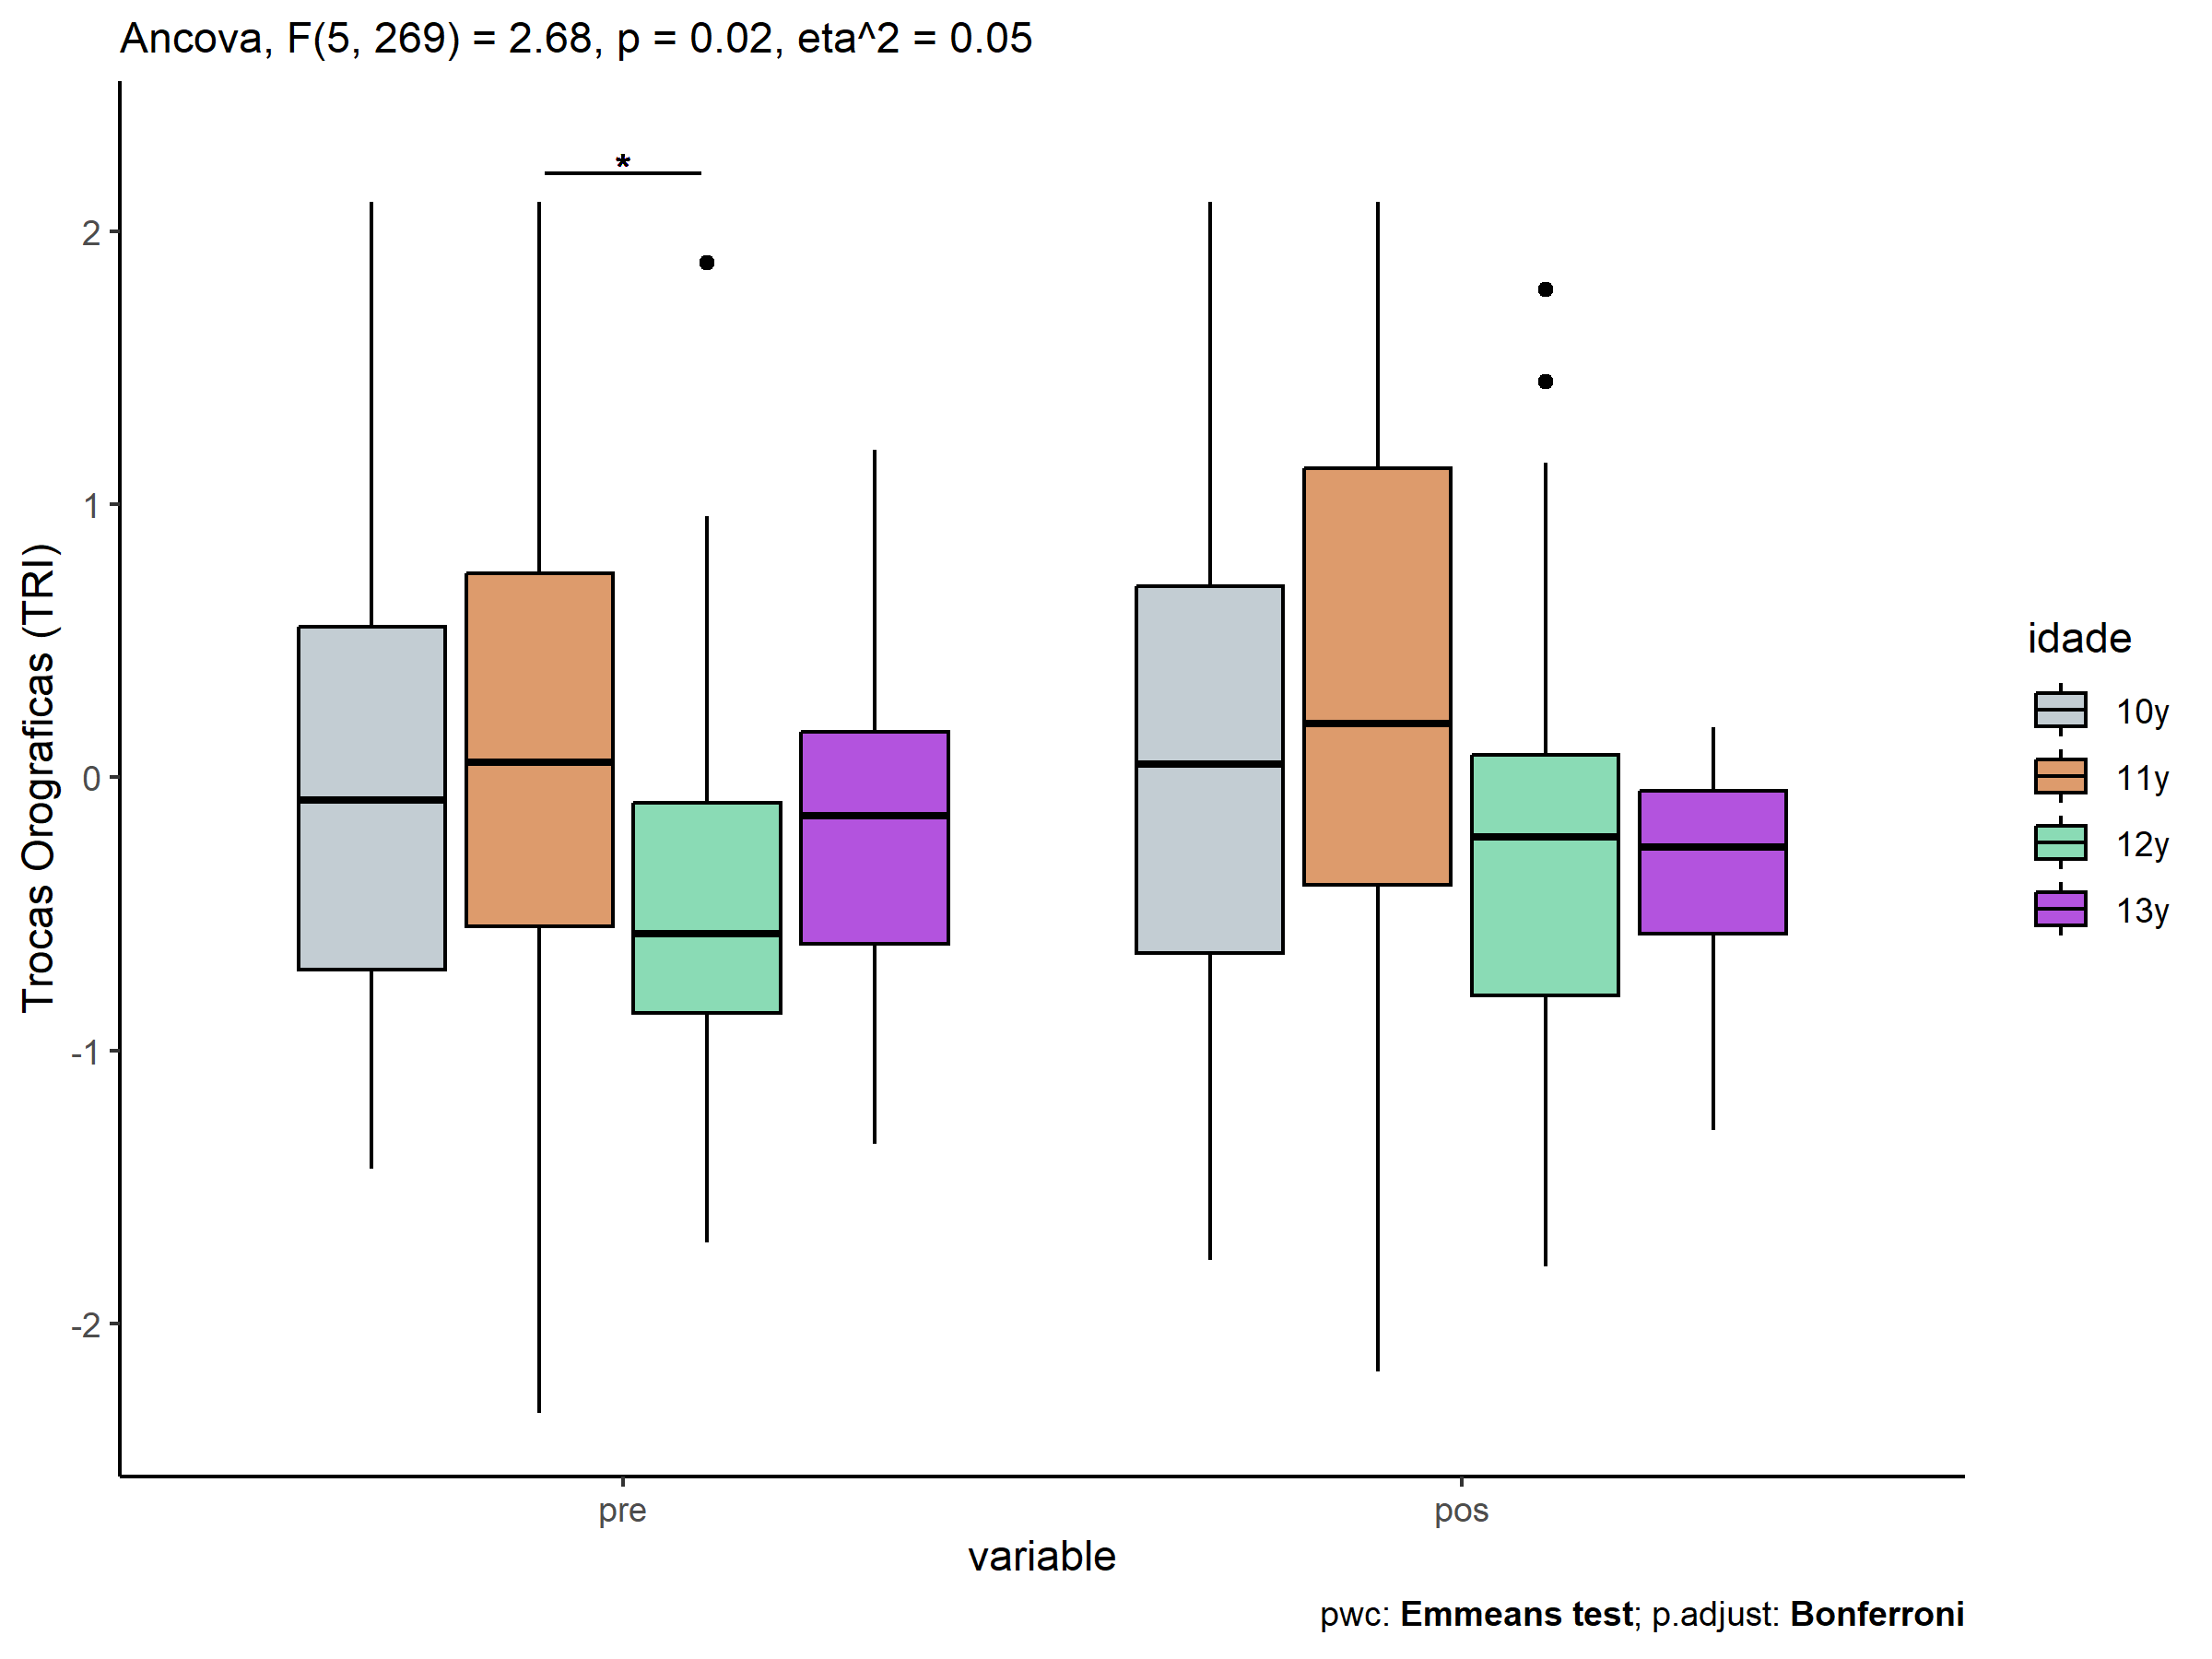 Ancova, F(5, 269) = 2.68, p = 0.02, eta^2 = 0.05
*
2
1
0
-1
-2
Trocas Orograficas (TRI)
pre
pos
variable
idade
10y
11y
12y
13y
pwc: Emmeans test; p.adjust: Bonferroni